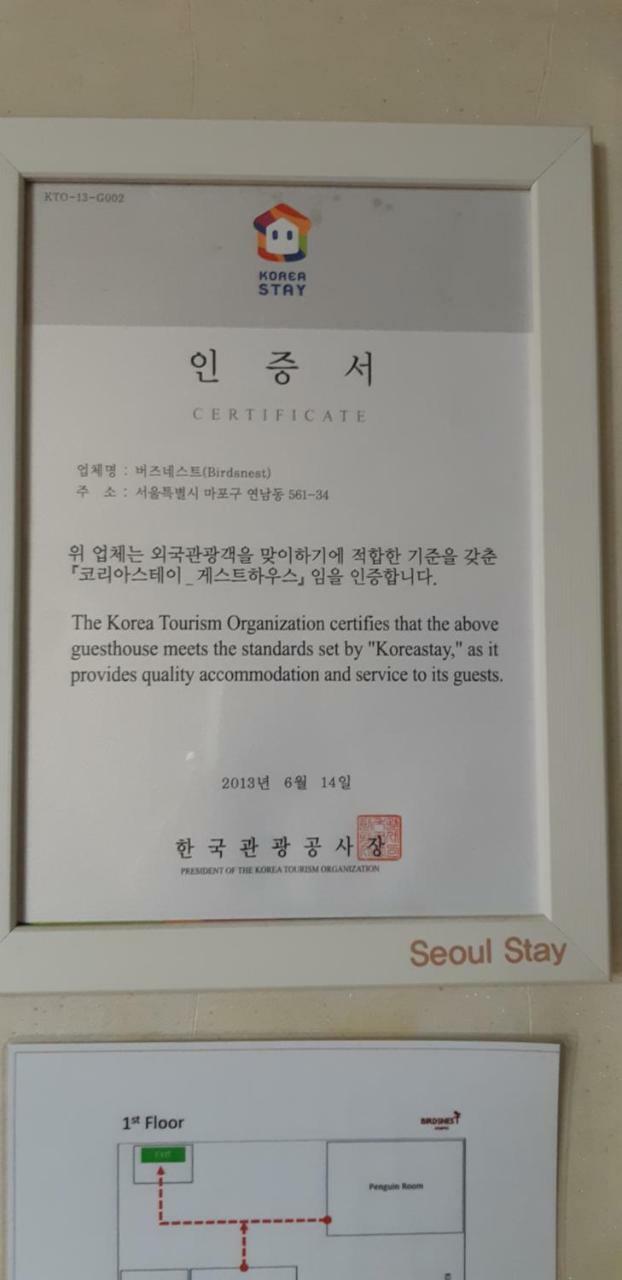 KTO-13-G002
KOREA
STAY
인 증 서
CERTIFICATE
업체명 : 버즈네스트(Birdsnest)
주 소 : 서울특별시 마포구 연남동 561-34
위 업체는 외국관광객을 맞이하기에 적합한 기준을 갖춘
『코리아스테이_게스트하우스』임을 인증합니다.
The Korea Tourism Organization certifies that the above
guesthouse meets the standards set by "Koreastay," as it
provides quality accommodation and service to its guests.
2013년 6월 14일
한 국 관 광 공 사 장
PRESIDENT OF THE KOREA TOURISM ORGANIZATION
Seoul Stay
1st Floor
BIRDSNEST
EXIT
Penguin Room